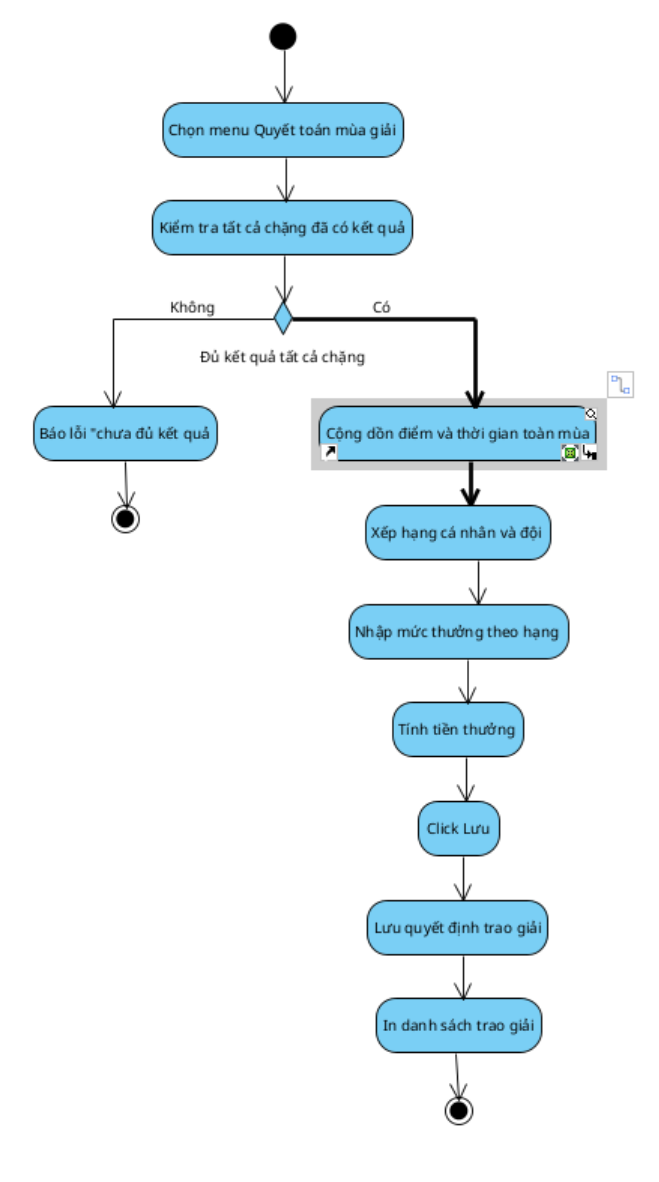 Chọn menu Quyết toán mùa giải
Kiểm tra tất cả chặng đã có kết quả
Không
Có
Đủ kết quả tất cả chặng
Báo lỗi "chưa đủ kết quả
Cộng dồn điểm và thời gian toàn mùa
Xếp hạng cá nhân và đội
Nhập mức thưởng theo hạng
Tính tiền thưởng
Click Lưu
Lưu quyết định trao giải
In danh sách trao giải